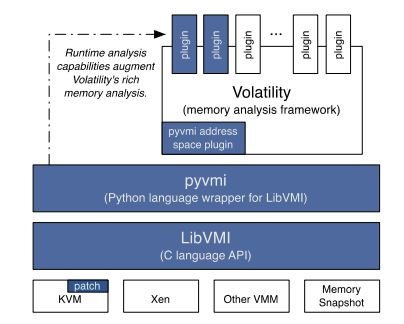 Runtime analysis
capabilities augment
Volatility's rich
memory analysis.
plugin
plugin
plugin
...
plugin
plugin
Volatility
(memory analysis framework)
pyvmi address
space plugin
pyvmi
(Python language wrapper for LibVMI)
LibVMI
(C language API)
patch
KVM
Xen
Other VMM
Memory
Snapshot